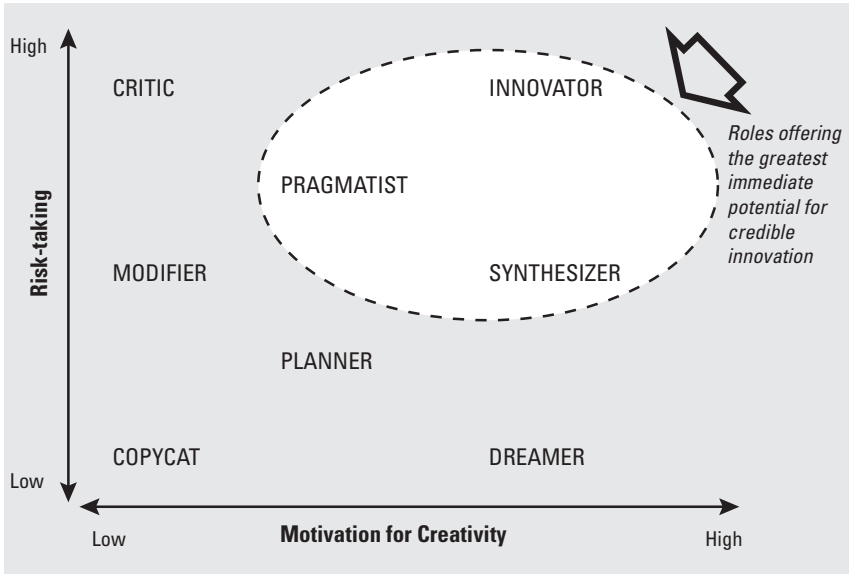 High
CRITIC
INNOVATOR
Roles offering
the greatest
immediate
potential for
credible
innovation
PRAGMATIST
Risk-taking
MODIFIER
SYNTHESIZER
PLANNER
COPYCAT
DREAMER
Low
Low
Motivation for Creativity
High